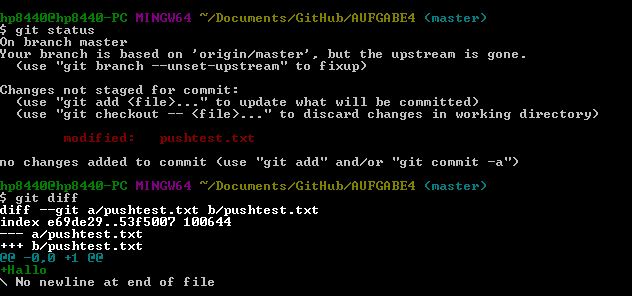 hp8440@hp8440-PC MINGW64 ~/Documents/GitHub/AUFGABE4 (master)
$ git status
On branch master
Your branch is based on 'origin/master', but the upstream is gone.
  (use "git branch --unset-upstream" to fixup)

Changes not staged for commit:
  (use "git add <file>..." to update what will be committed)
  (use "git checkout -- <file>..." to discard changes in working directory)

        modified:   pushtest.txt

no changes added to commit (use "git add" and/or "git commit -a")

hp8440@hp8440-PC MINGW64 ~/Documents/GitHub/AUFGABE4 (master)
$ git diff
diff --git a/pushtest.txt b/pushtest.txt
index e69de29..53f5007 100644
--- a/pushtest.txt
+++ b/pushtest.txt
@@ -0,0 +1 @@
+Hallo
\ No newline at end of file